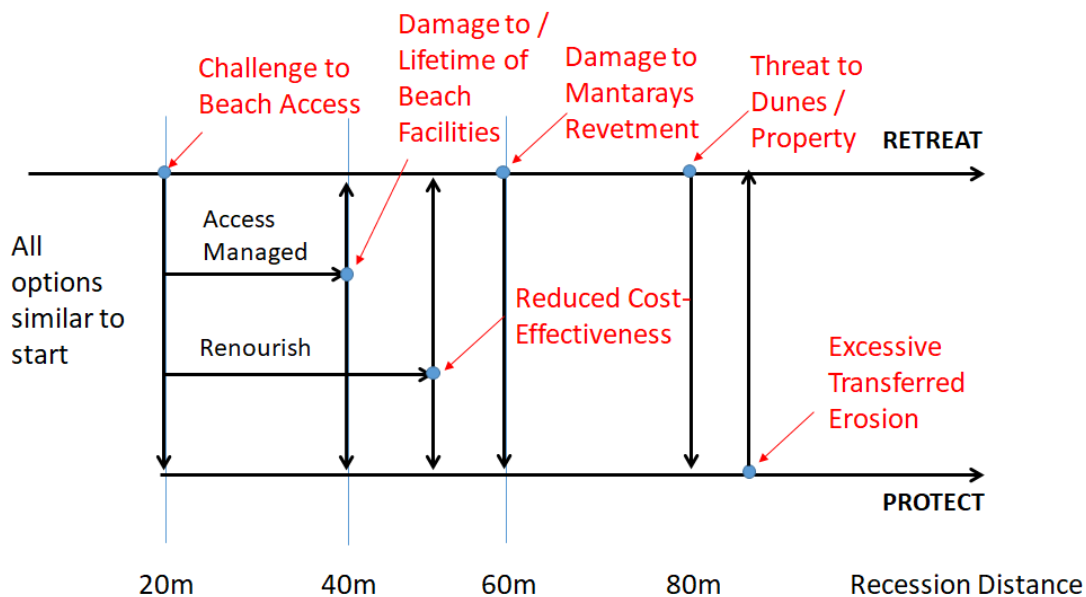 Challenge to
Beach Access
Damage to /
Lifetime of
Beach
Facilities
Damage to
Mantarays
Revetment
Threat to
Dunes /
Property
RETREAT
All
options
similar to
start
Access
Managed
Renourish
Reduced Cost-
Effectiveness
Excessive
Transferred
Erosion
PROTECT
20m
40m
60m
80m
Recession Distance